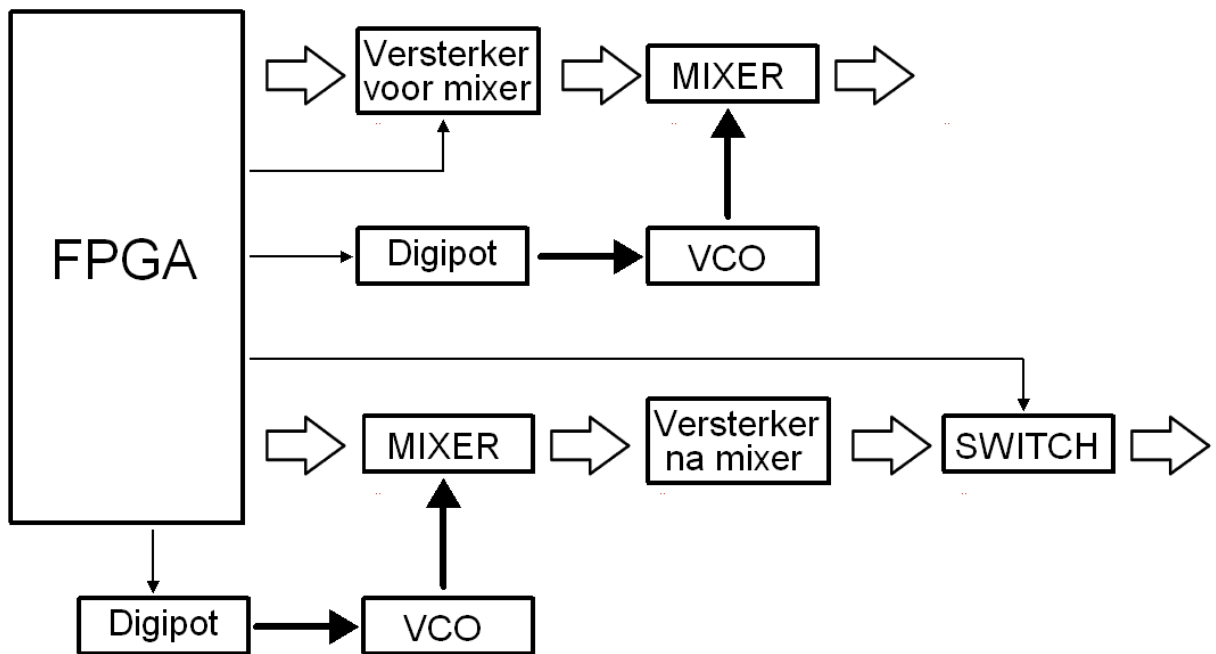 Versterker
voor mixer
MIXER
FPGA
Digipot
VCO
MIXER
Versterker
na mixer
SWITCH
Digipot
VCO